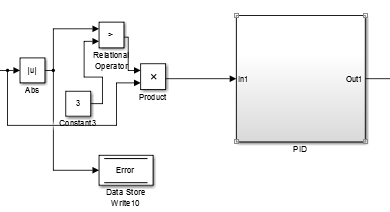 |u|
Abs
>
Relational
Operator
3
Constant3
×
Product
Error
Data Store
Write10
In1
Out1
PID